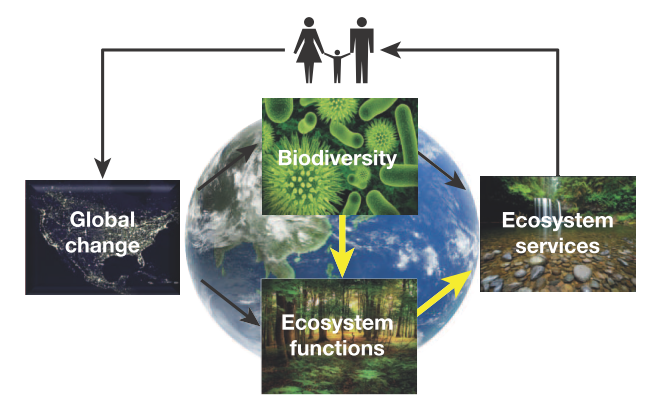 Biodiversity
Global
change
Ecosystem
services
Ecosystem
functions